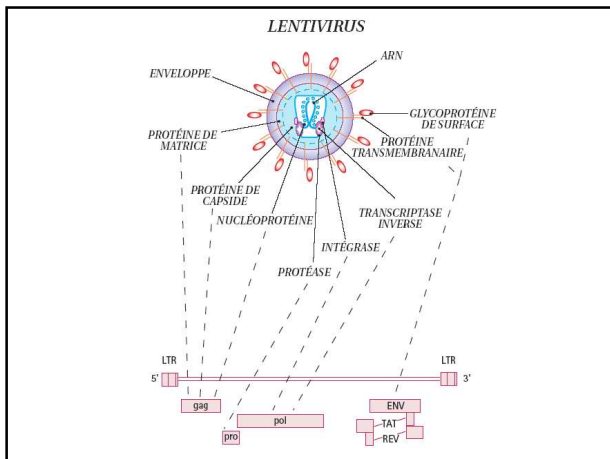 LENTIVIRUS
ARN
ENVELOPPE
GLYCOPROTÉINE
DE SURFACE
PROTÉINE DE
MATRICE
PROTÉINE
TRANSMEMBRANAIRE
PROTÉINE DE
CAPSIDE
NUCLÉOPROTÉINE
TRANSCRIPTASE
INVERSE
INTÉGRASE
PROTÉASE
LTR
LTR
5'
3'
gag
ENV
pol
TAT
pro
REV